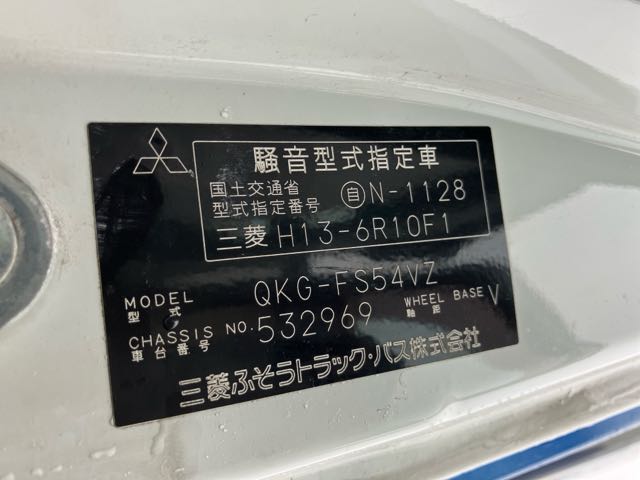 騒音型式指定車
国土交通省
型式指定番号 自N-1128
三菱 H13-6R10F1
MODEL
型式 QKG-FS54VZ
CHASSIS NO. 532969
車台番号
WHEEL BASE V
軸距
三菱ふそうトラック・バス株式会社